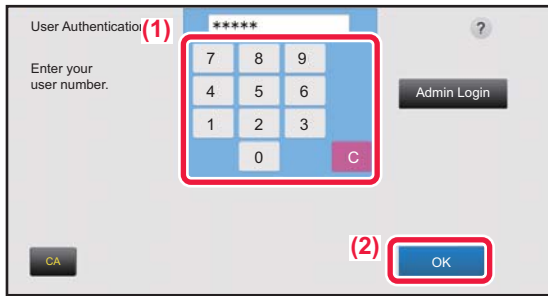 User Authentication
(1)
*****
?
Enter your
user number.
7 8 9
4 5 6
1 2 3
0 C
Admin Login
(2)
CA
OK